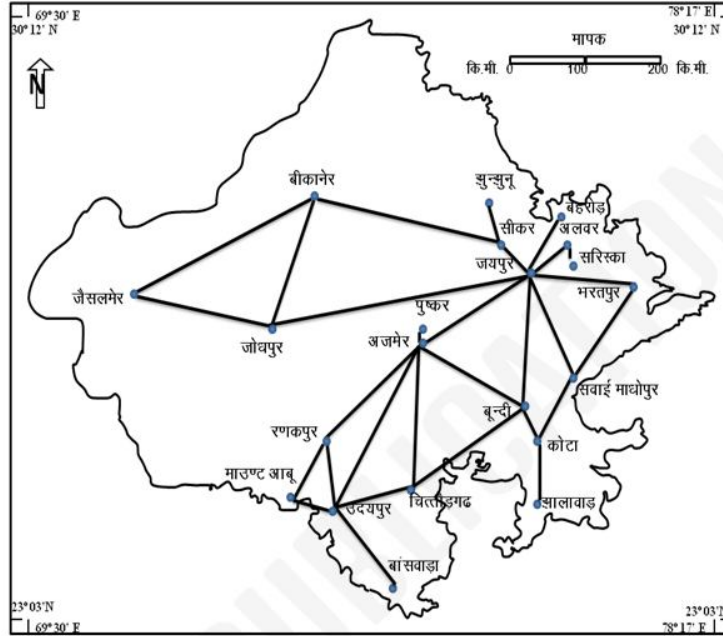 69°30' E
78°17' E
30°12' N
30°12' N
मापक
कि.मी. 0 100 200 कि.मी.
N
बीकानेर
झुन्झुनू
बेहरोड़
सीकर
अलवर
जयपुर
सरिस्का
जैसलमेर
भरतपुर
पुष्कर
जोधपुर
अजमेर
सवाई माधोपुर
बून्दी
रणकपुर
कोटा
माउण्ट आबू
उदयपुर
चित्तौड़गढ
झालावाड़
बांसवाड़ा
23°03'N
23°03'N
69°30' E
78°17' E